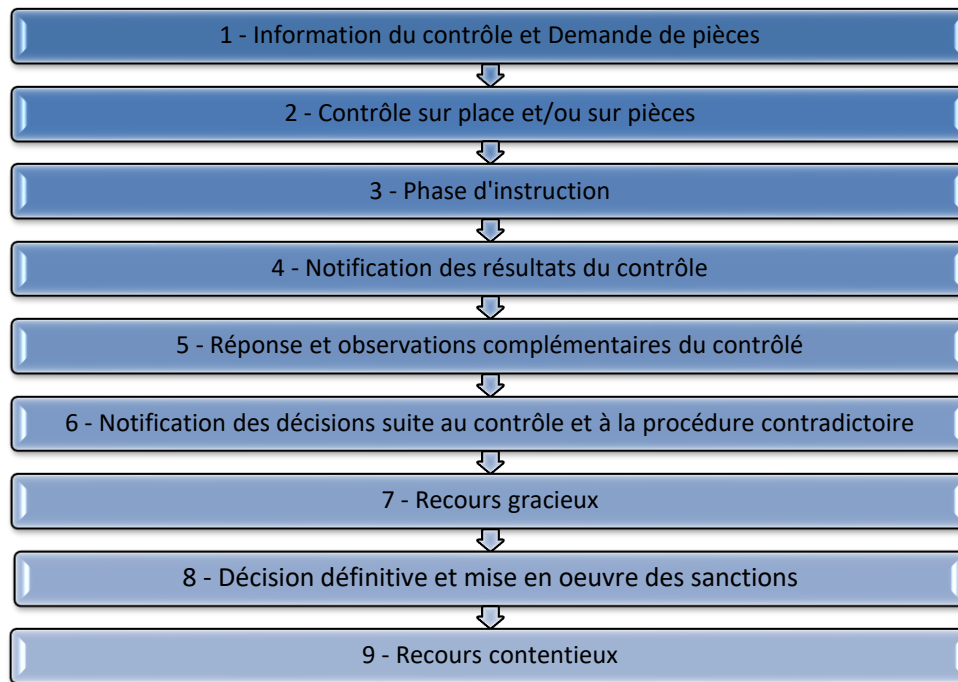 1 - Information du contrôle et Demande de pièces
2 - Contrôle sur place et/ou sur pièces
3 - Phase d'instruction
4 - Notification des résultats du contrôle
5 - Réponse et observations complémentaires du contrôlé
6 - Notification des décisions suite au contrôle et à la procédure contradictoire
7 - Recours gracieux
8 - Décision définitive et mise en oeuvre des sanctions
9 - Recours contentieux